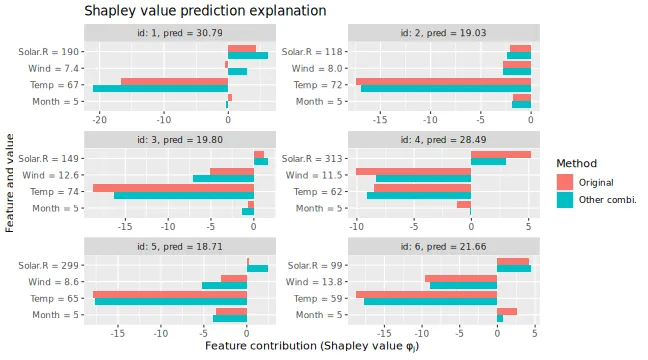 Shapley value prediction explanation
id: 1, pred = 30.79
id: 2, pred = 19.03
Solar.R = 190
Wind = 7.4
Temp = 67
Month = 5
-20 -10 0
Solar.R = 118
Wind = 8.0
Temp = 72
Month = 5
-15 -10 -5 0
id: 3, pred = 19.80
id: 4, pred = 28.49
Solar.R = 149
Wind = 12.6
Temp = 74
Month = 5
-15 -10 -5 0
Solar.R = 313
Wind = 11.5
Temp = 62
Month = 5
-10 -5 0 5
id: 5, pred = 18.71
id: 6, pred = 21.66
Solar.R = 299
Wind = 8.6
Temp = 65
Month = 5
-15 -10 -5 0
Solar.R = 99
Wind = 13.8
Temp = 59
Month = 5
-15 -10 -5 0 5
Feature and value
Feature contribution (Shapley value φj)
Method
Original
Other combi.